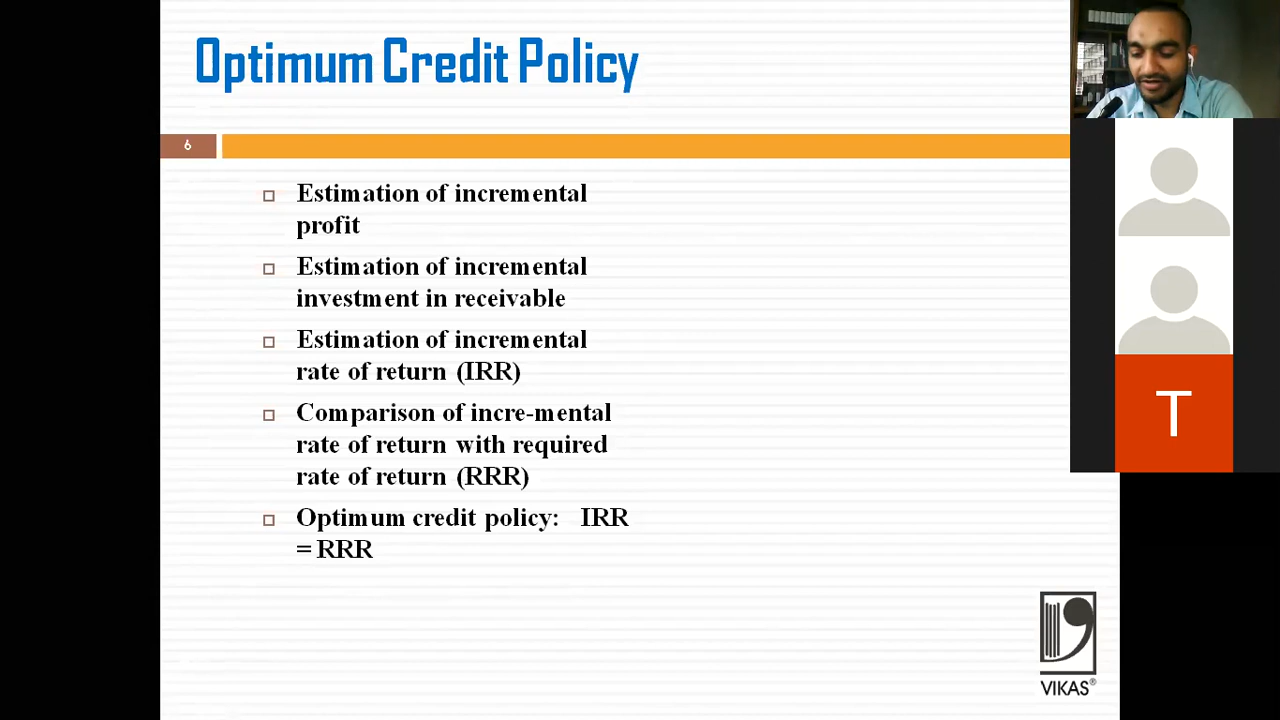 Optimum Credit Policy
6
Estimation of incremental
profit
Estimation of incremental
investment in receivable
Estimation of incremental
rate of return (IRR)
Comparison of incre-mental
rate of return with required
rate of return (RRR)
Optimum credit policy: IRR
= RRR
T
VIKAS®